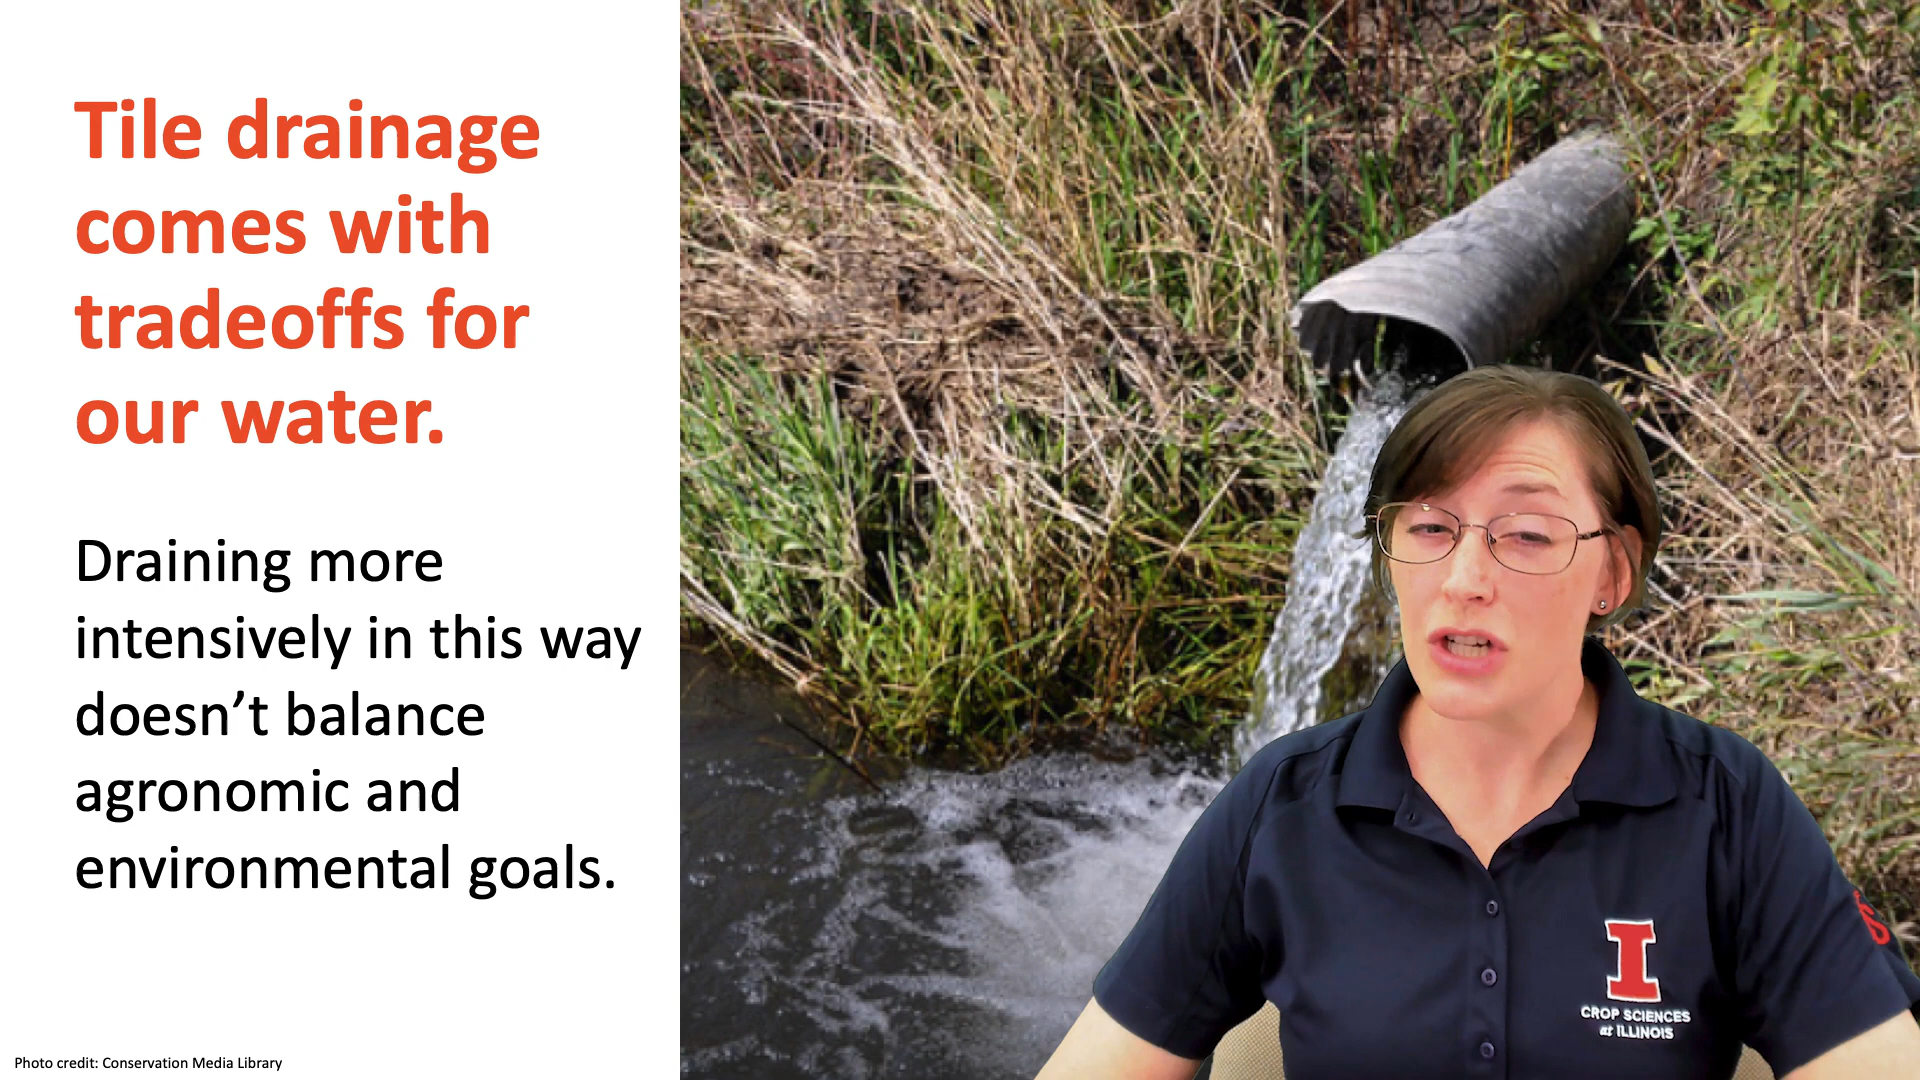 Tile drainage
comes with
tradeoffs for
our water.
Draining more
intensively in this way
doesn’t balance
agronomic and
environmental goals.
Photo credit: Conservation Media Library
I
CROP SCIENCES
at ILLINOIS